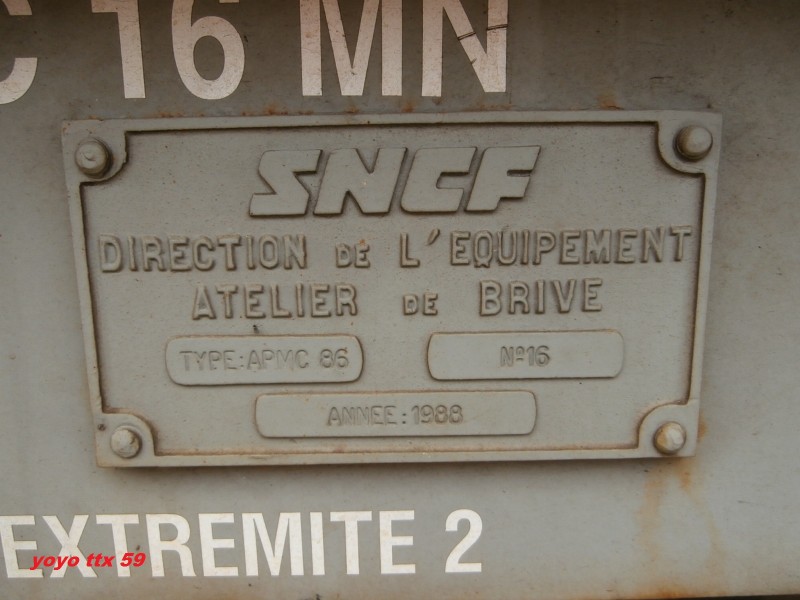 C 16 MN
SNCF
DIRECTION DE L'EQUIPEMENT
ATELIER DE BRIVE
TYPE: APMC 86
Nº16
ANNEE: 1988
EXTREMITE 2
yoyo ttx 59